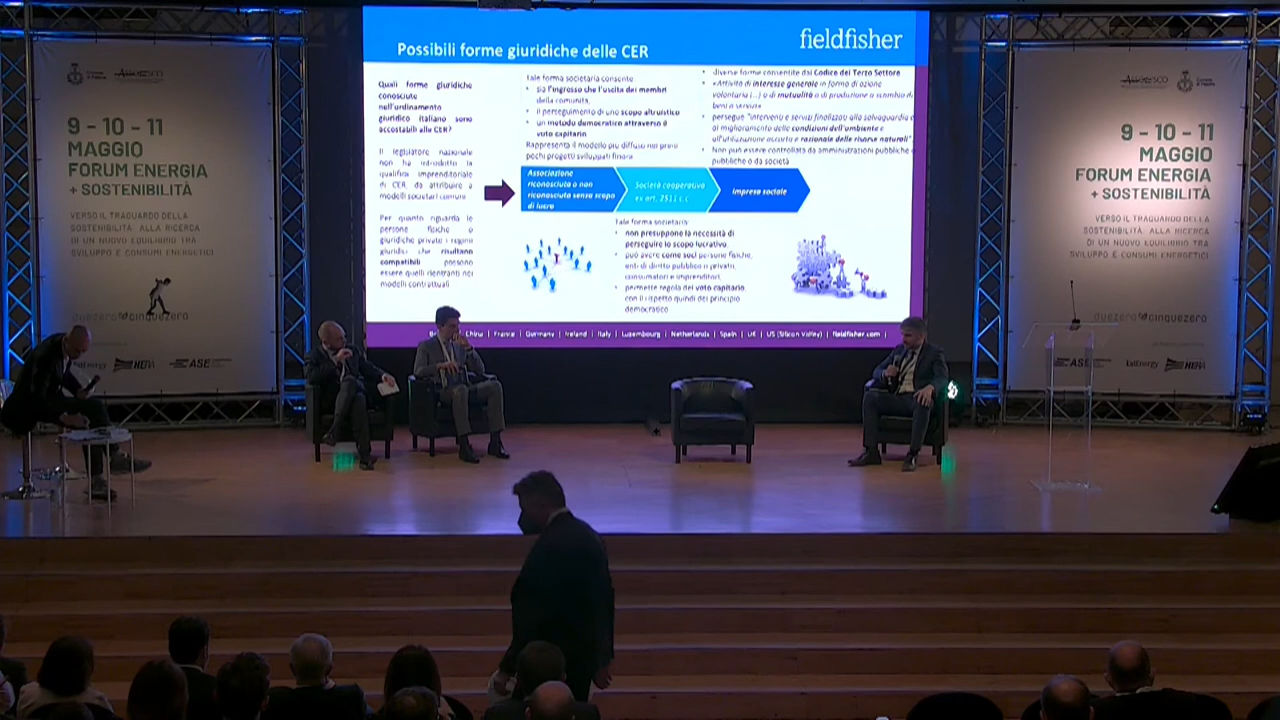 Possibili forme giuridiche delle CER
fieldfisher
Quali forme giuridiche
conosciute
nell'ordinamento
giuridico italiano sono
accostabili alle CER?
Il legislatore nazionale
non ha introdotto la
qualifica imprenditoriale
di CER, da attribuire a
modelli societari comuni
Per quanto riguarda le
persone fisiche o
giuridiche private i regimi
giuridici che risultano
compatibili possono
essere quelli rientranti nei
modelli contrattuali
Tale forma societaria consente
• sia l'ingresso che l'uscita dei membri
della comunità,
• il perseguimento di uno scopo altruistico
• un metodo democratico attraverso il
voto capitario
Rappresenta il modello più diffuso nei primi
pochi progetti sviluppati finora
• diverse forme consentite dal Codice del Terzo Settore
• «Attività di interesse generale in forma di azione
volontaria (...) o di mutualità o di produzione o scambio di
beni o servizi»
• persegue "interventi e servizi finalizzati alla salvaguardia e
al miglioramento delle condizioni dell'ambiente e
all'utilizzazione accorta e razionale delle risorse naturali"
• Non può essere controllata da amministrazioni pubbliche o
pubbliche o da società
Associazione
riconosciuta o non
riconosciuta senza scopo
di lucro
Società cooperativa
ex art. 2511 c.c
Impresa sociale
Tale forma societaria:
• non presuppone la necessità di
perseguire lo scopo lucrativo
• può avere come soci persone fisiche,
enti di diritto pubblico o privato,
consumatori e imprenditori
• permette regola del voto capitario
con il rispetto quindi del principio
democratico
China | France | Germany | Ireland | Italy | Luxembourg | Netherlands | Spain | UK | US (Silicon Valley) | fieldfisher.com |
9 - 10 - 11
MAGGIO
FORUM ENERGIA
+ SOSTENIBILITÀ
VERSO IL TRAGUARDO DELLA
SOSTENIBILITÀ: ALLA RICERCA
DI UN NUOVO EQUILIBRIO TRA
SVILUPPO E CONSUMI ENERGETICI
duezero cinquezero
HERA
ASE
9 - 10 - 11
MAGGIO
FORUM ENERGIA
+ SOSTENIBILITÀ
VERSO IL TRAGUARDO DELLA
SOSTENIBILITÀ: ALLA RICERCA
DI UN NUOVO EQUILIBRIO TRA
SVILUPPO E CONSUMI ENERGETICI
duezero cinquezero
ASE
HERA